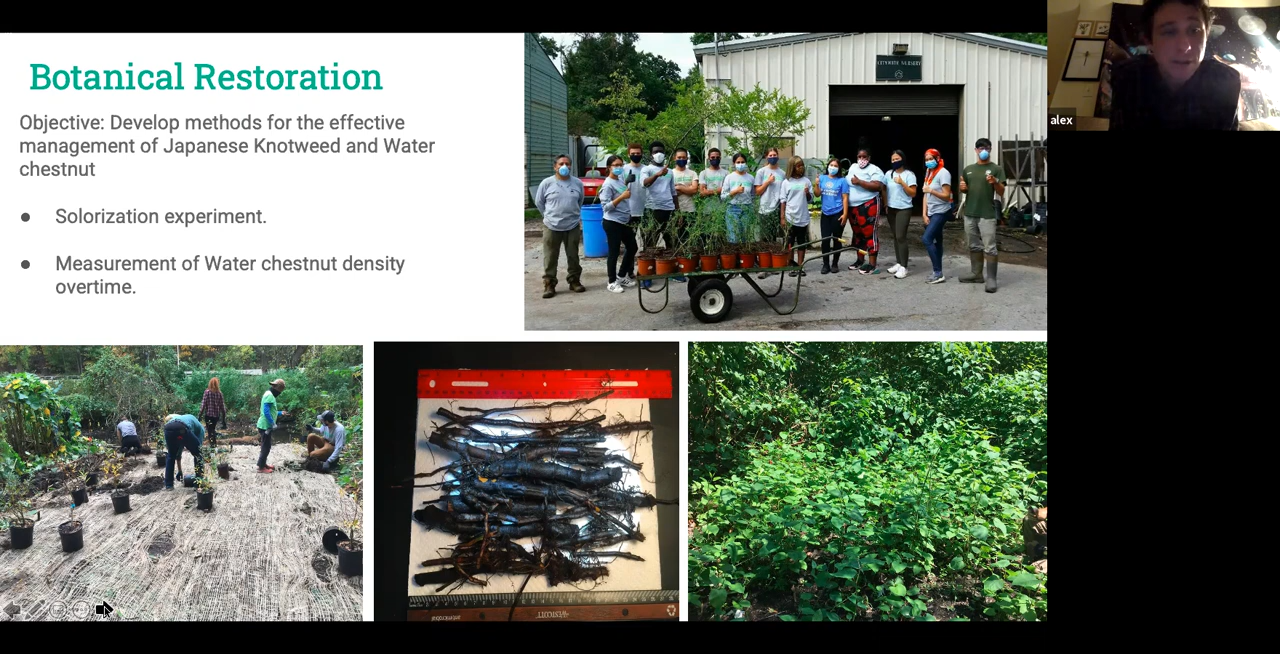 Botanical Restoration
Objective: Develop methods for the effective
management of Japanese Knotweed and Water
chestnut
● Solorization experiment.
● Measurement of Water chestnut density
overtime.
alex
WESTCOTT